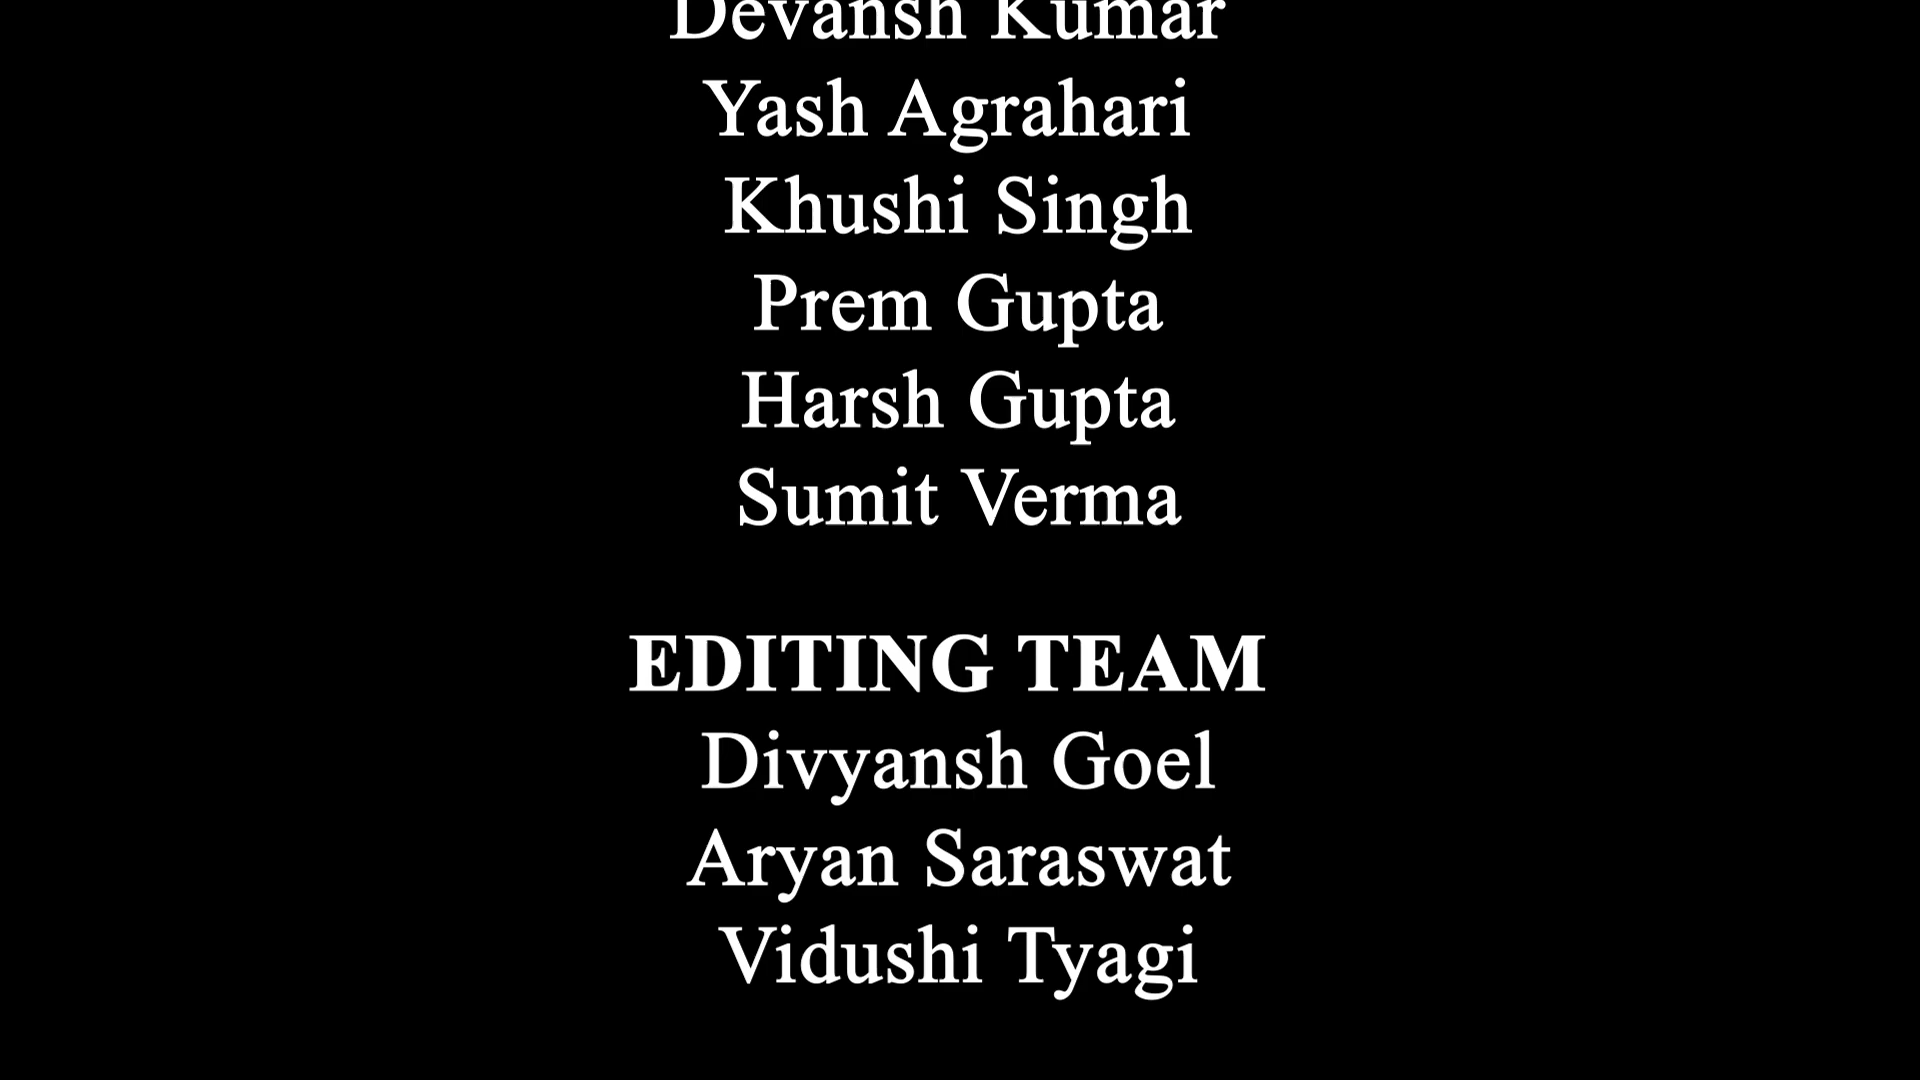 Devansh Kumar
Yash Agrahari
Khushi Singh
Prem Gupta
Harsh Gupta
Sumit Verma
EDITING TEAM
Divyansh Goel
Aryan Saraswat
Vidushi Tyagi